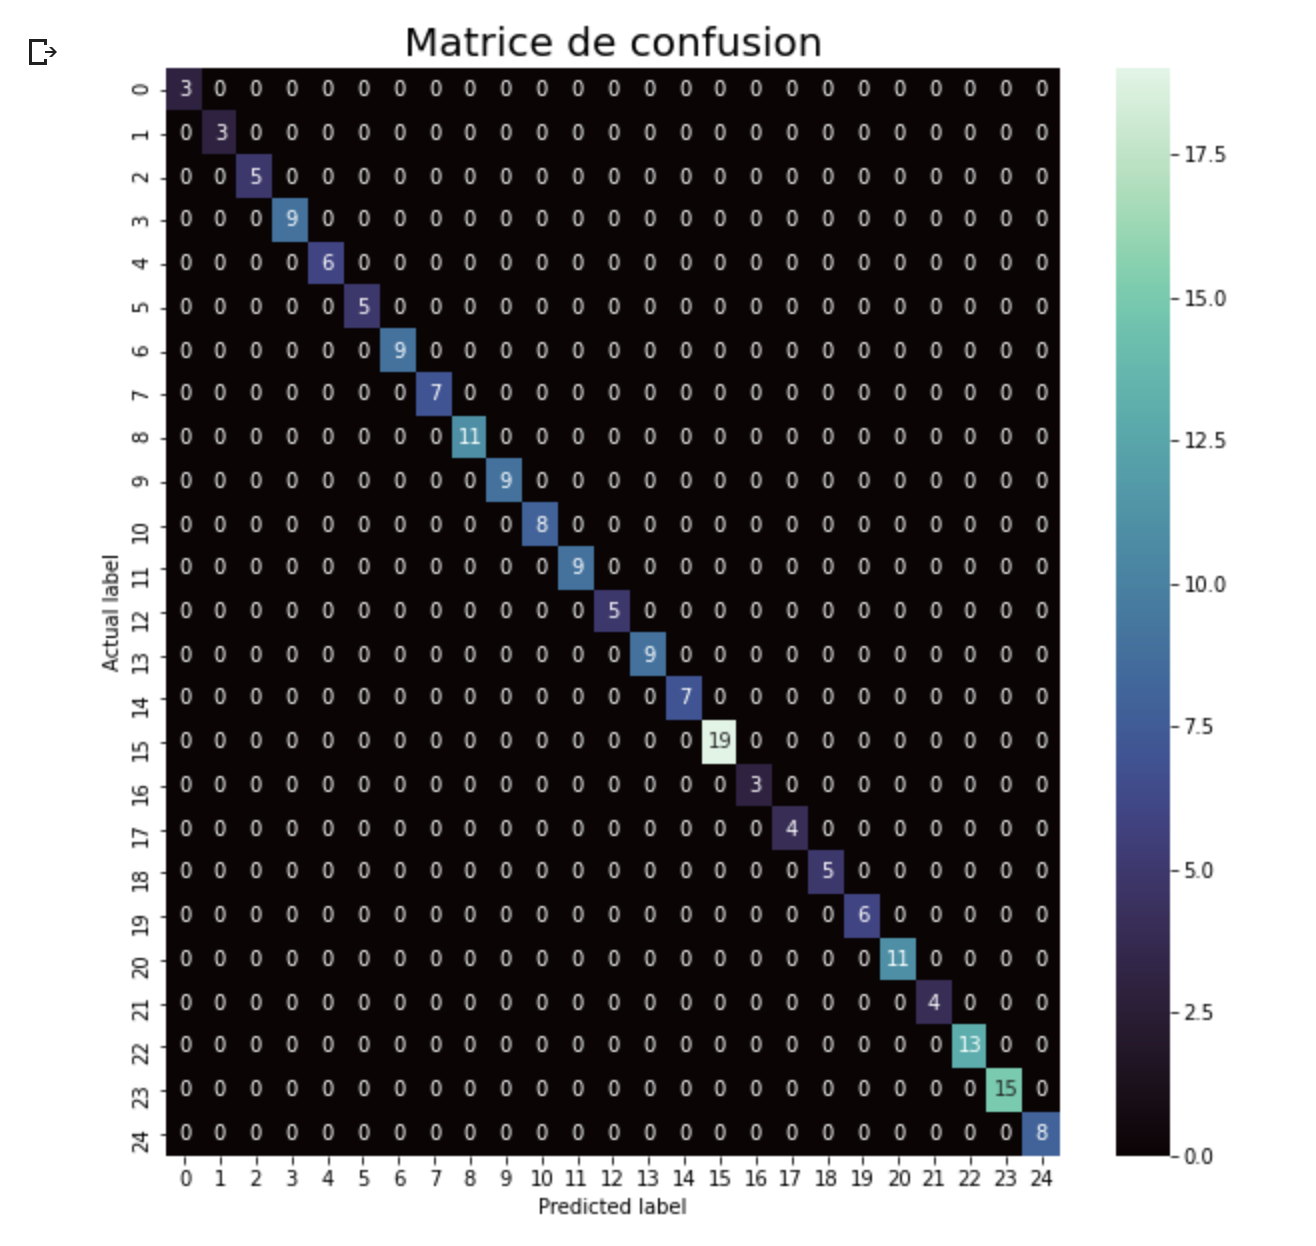 Matrice de confusion
0 3 0 0 0 0 0 0 0 0 0 0 0 0 0 0 0 0 0 0 0 0 0 0 0 0
1 0 3 0 0 0 0 0 0 0 0 0 0 0 0 0 0 0 0 0 0 0 0 0 0 0
2 0 0 5 0 0 0 0 0 0 0 0 0 0 0 0 0 0 0 0 0 0 0 0 0 0
3 0 0 0 9 0 0 0 0 0 0 0 0 0 0 0 0 0 0 0 0 0 0 0 0 0
4 0 0 0 0 6 0 0 0 0 0 0 0 0 0 0 0 0 0 0 0 0 0 0 0 0
5 0 0 0 0 0 5 0 0 0 0 0 0 0 0 0 0 0 0 0 0 0 0 0 0 0
6 0 0 0 0 0 0 9 0 0 0 0 0 0 0 0 0 0 0 0 0 0 0 0 0 0
7 0 0 0 0 0 0 0 7 0 0 0 0 0 0 0 0 0 0 0 0 0 0 0 0 0
8 0 0 0 0 0 0 0 0 11 0 0 0 0 0 0 0 0 0 0 0 0 0 0 0 0
9 0 0 0 0 0 0 0 0 0 9 0 0 0 0 0 0 0 0 0 0 0 0 0 0 0
10 0 0 0 0 0 0 0 0 0 0 8 0 0 0 0 0 0 0 0 0 0 0 0 0 0
11 0 0 0 0 0 0 0 0 0 0 0 9 0 0 0 0 0 0 0 0 0 0 0 0 0
12 0 0 0 0 0 0 0 0 0 0 0 0 5 0 0 0 0 0 0 0 0 0 0 0 0
13 0 0 0 0 0 0 0 0 0 0 0 0 0 9 0 0 0 0 0 0 0 0 0 0 0
14 0 0 0 0 0 0 0 0 0 0 0 0 0 0 7 0 0 0 0 0 0 0 0 0 0
15 0 0 0 0 0 0 0 0 0 0 0 0 0 0 0 19 0 0 0 0 0 0 0 0 0
16 0 0 0 0 0 0 0 0 0 0 0 0 0 0 0 0 3 0 0 0 0 0 0 0 0
17 0 0 0 0 0 0 0 0 0 0 0 0 0 0 0 0 0 4 0 0 0 0 0 0 0
18 0 0 0 0 0 0 0 0 0 0 0 0 0 0 0 0 0 0 5 0 0 0 0 0 0
19 0 0 0 0 0 0 0 0 0 0 0 0 0 0 0 0 0 0 0 6 0 0 0 0 0
20 0 0 0 0 0 0 0 0 0 0 0 0 0 0 0 0 0 0 0 0 11 0 0 0 0
21 0 0 0 0 0 0 0 0 0 0 0 0 0 0 0 0 0 0 0 0 0 4 0 0 0
22 0 0 0 0 0 0 0 0 0 0 0 0 0 0 0 0 0 0 0 0 0 0 13 0 0
23 0 0 0 0 0 0 0 0 0 0 0 0 0 0 0 0 0 0 0 0 0 0 0 15 0
24 0 0 0 0 0 0 0 0 0 0 0 0 0 0 0 0 0 0 0 0 0 0 0 0 8
0 1 2 3 4 5 6 7 8 9 10 11 12 13 14 15 16 17 18 19 20 21 22 23 24
Predicted label
Actual label
17.5
15.0
12.5
10.0
7.5
5.0
2.5
0.0